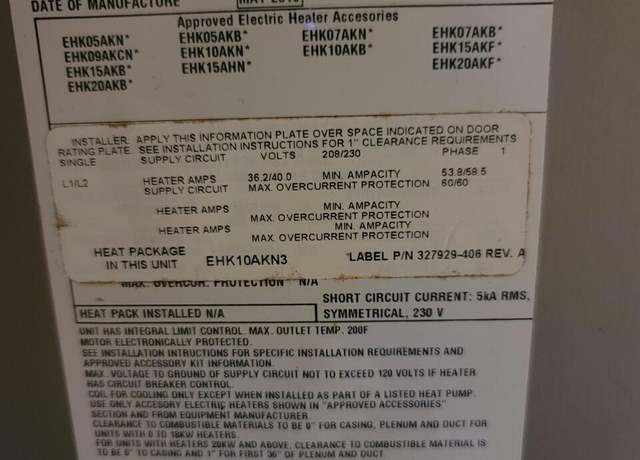 DATE OF MANUFACTURE MAY
Approved Electric Heater Accesories
EHK05AKN* EHK05AKB* EHK07AKN* EHK07AKB*
EHK09AKCN* EHK10AKN* EHK10AKB* EHK15AKF*
EHK15AKB* EHK15AHN* EHK20AKF*
EHK20AKB*
INSTALLER: APPLY THIS INFORMATION PLATE OVER SPACE INDICATED ON DOOR
RATING PLATE. SEE INSTALLATION INSTRUCTIONS FOR 1" CLEARANCE REQUIREMENTS
SINGLE SUPPLY CIRCUIT VOLTS 208/230 PHASE 1
L1/L2 HEATER AMPS 36.2/40.0 MIN. AMPACITY 53.8/58.5
SUPPLY CIRCUIT MAX. OVERCURRENT PROTECTION 60/60
HEATER AMPS MIN. AMPACITY
MAX. OVERCURRENT PROTECTION
HEATER AMPS MIN. AMPACITY
MAX. OVERCURRENT PROTECTION
HEAT PACKAGE
IN THIS UNIT EHK10AKN3 *LABEL P/N 327929-406 REV. A
MAX. OVERCUR. PROTECTION N/A
HEAT PACK INSTALLED N/A
SHORT CIRCUIT CURRENT: 5kA RMS,
SYMMETRICAL, 230 V
UNIT HAS INTEGRAL LIMIT CONTROL. MAX. OUTLET TEMP. 200F
MOTOR ELECTRONICALLY PROTECTED.
SEE INSTALLATION INTRUCTIONS FOR SPECIFIC INSTALLATION REQUIREMENTS AND
APPROVED ACCESSORY KIT INFORMATION.
MAX. VOLTAGE TO GROUND OF SUPPLY CIRCUIT NOT TO EXCEED 120 VOLTS IF HEATER
HAS CIRCUIT BREAKER CONTROL.
COIL FOR COOLING ONLY EXCEPT WHEN INSTALLED AS PART OF A LISTED HEAT PUMP.
USE ONLY ACCESORY ELECTRIC HEATERS SHOWN IN "APPROVED ACCESSORIES"
SECTION AND FROM EQUIPMENT MANUFACTURER
CLEARANCE TO COMBUSTIBLE MATERIALS TO BE 0" FOR CASING, PLENUM AND DUCT FOR
UNITS WITH 0 TO 18KW HEATERS.
FOR UNITS WITH HEATERS 20KW AND ABOVE, CLEARANCE TO COMBUSTIBLE MATERIAL IS
TO BE 0" TO CASING AND 1" FOR FIRST 36" OF PLENUM AND DUCT